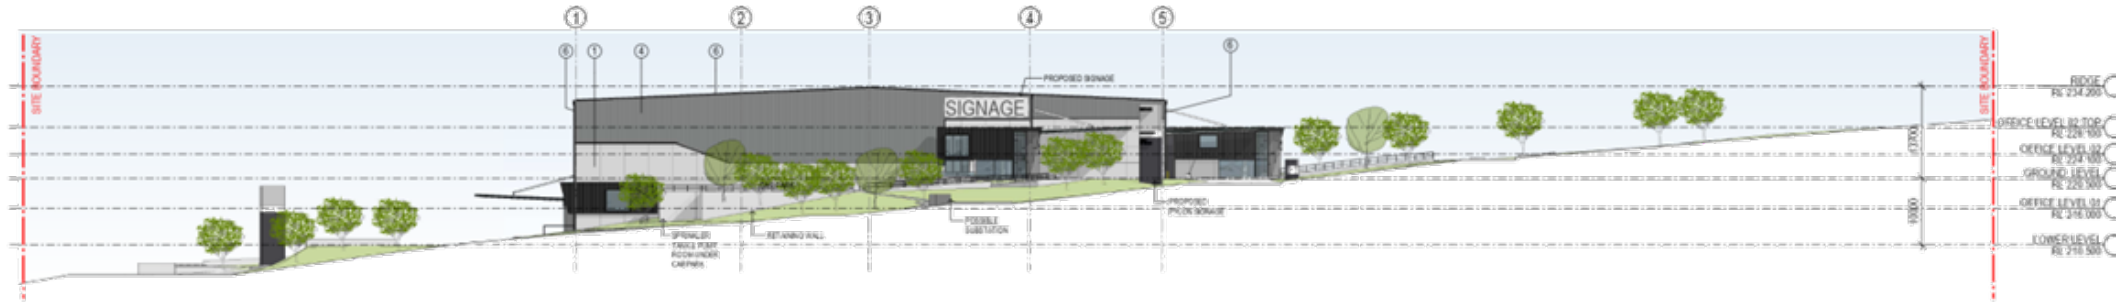 1 2 3 4 5
6 1 4 6 6
SITE BOUNDARY
SITE BOUNDARY
PROPOSED SIGNAGE
SIGNAGE
RIDGE
RL 234.200
OFFICE LEVEL 02 TOP
RL 228.100
OFFICE LEVEL 02
RL 224.100
GROUND LEVEL
RL 220.500
OFFICE LEVEL 01
RL 216.000
LOWER LEVEL
RL 210.500
13700
10000
PROPOSED
PYLON SIGNAGE
POSSIBLE
SUBSTATION
RETAINING WALL
SPRINKLER
TANKS PUMP
ROOM UNDER
CARPARK